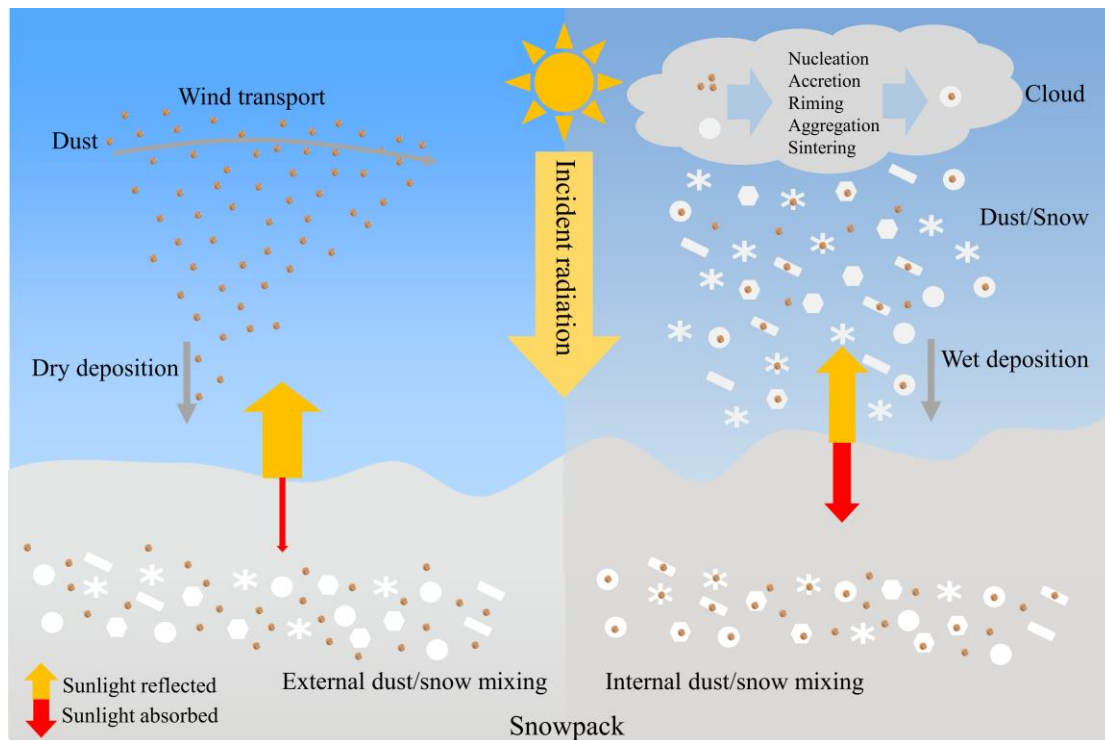 Wind transport
Dust
Dry deposition
Incident radiation
Nucleation
Accretion
Riming
Aggregation
Sintering
Cloud
Dust/Snow
Wet deposition
External dust/snow mixing
Internal dust/snow mixing
Sunlight reflected
Sunlight absorbed
Snowpack